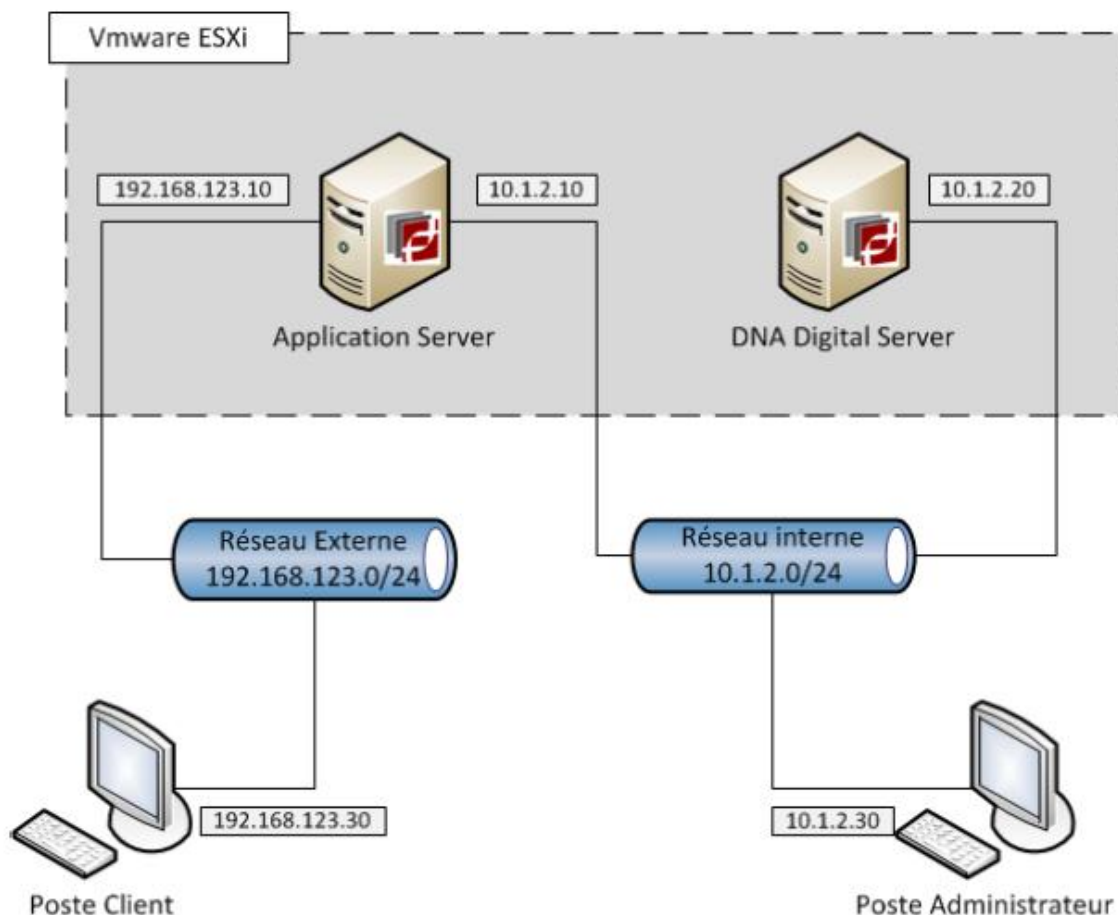 Vmware ESXi
192.168.123.10
10.1.2.10
10.1.2.20
Application Server
DNA Digital Server
Réseau Externe
192.168.123.0/24
Réseau interne
10.1.2.0/24
192.168.123.30
10.1.2.30
Poste Client
Poste Administrateur